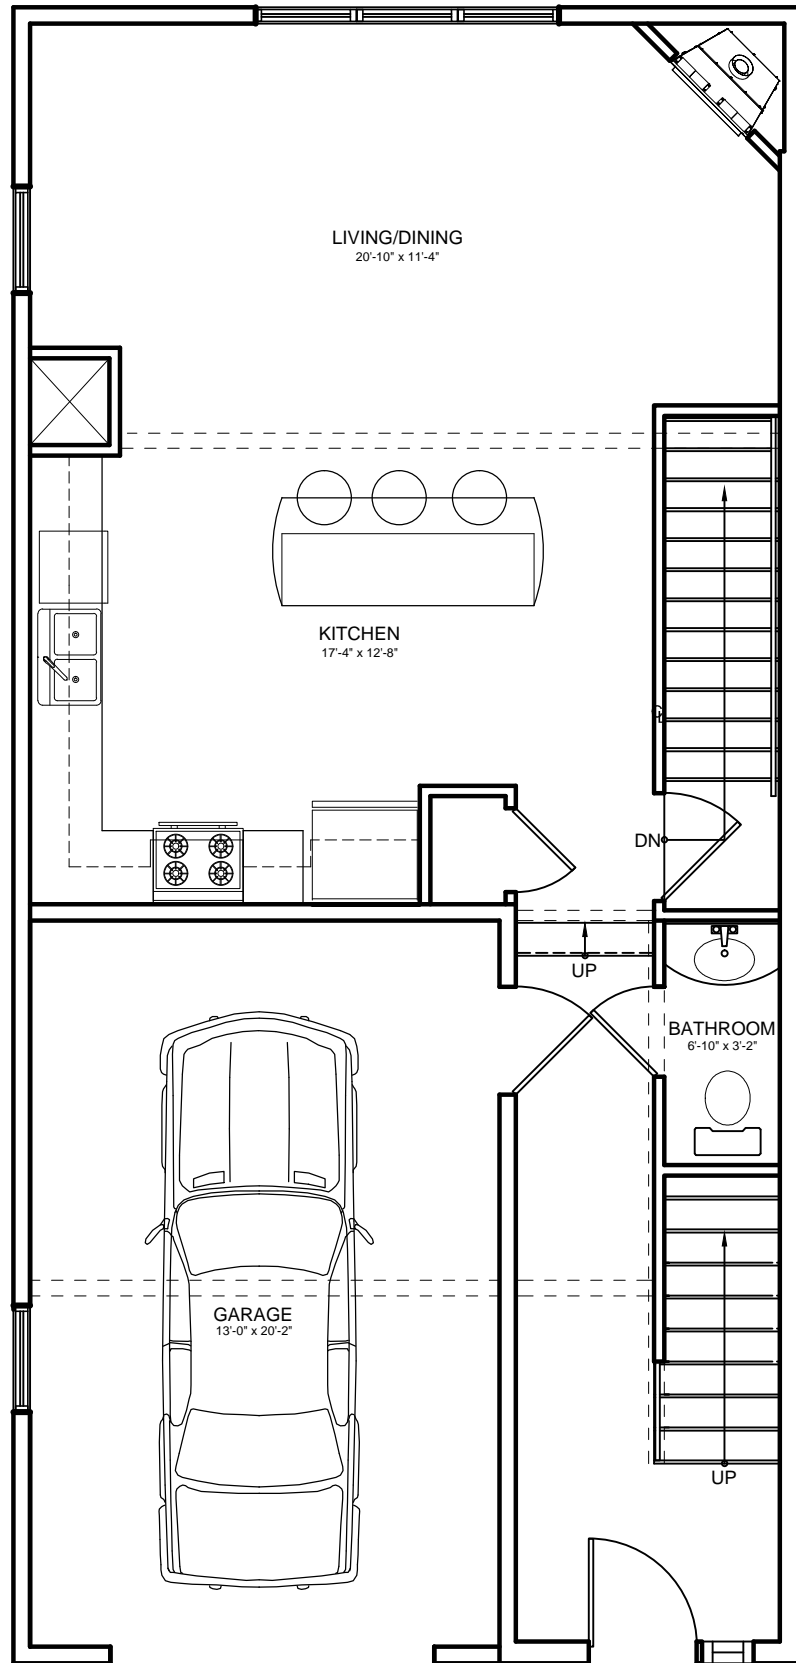 LIVING/DINING
20'-10" x 11'-4"
KITCHEN
17'-4" x 12'-8"
DN
UP
BATHROOM
6'-10" x 3'-2"
GARAGE
13'-0" x 20'-2"
UP